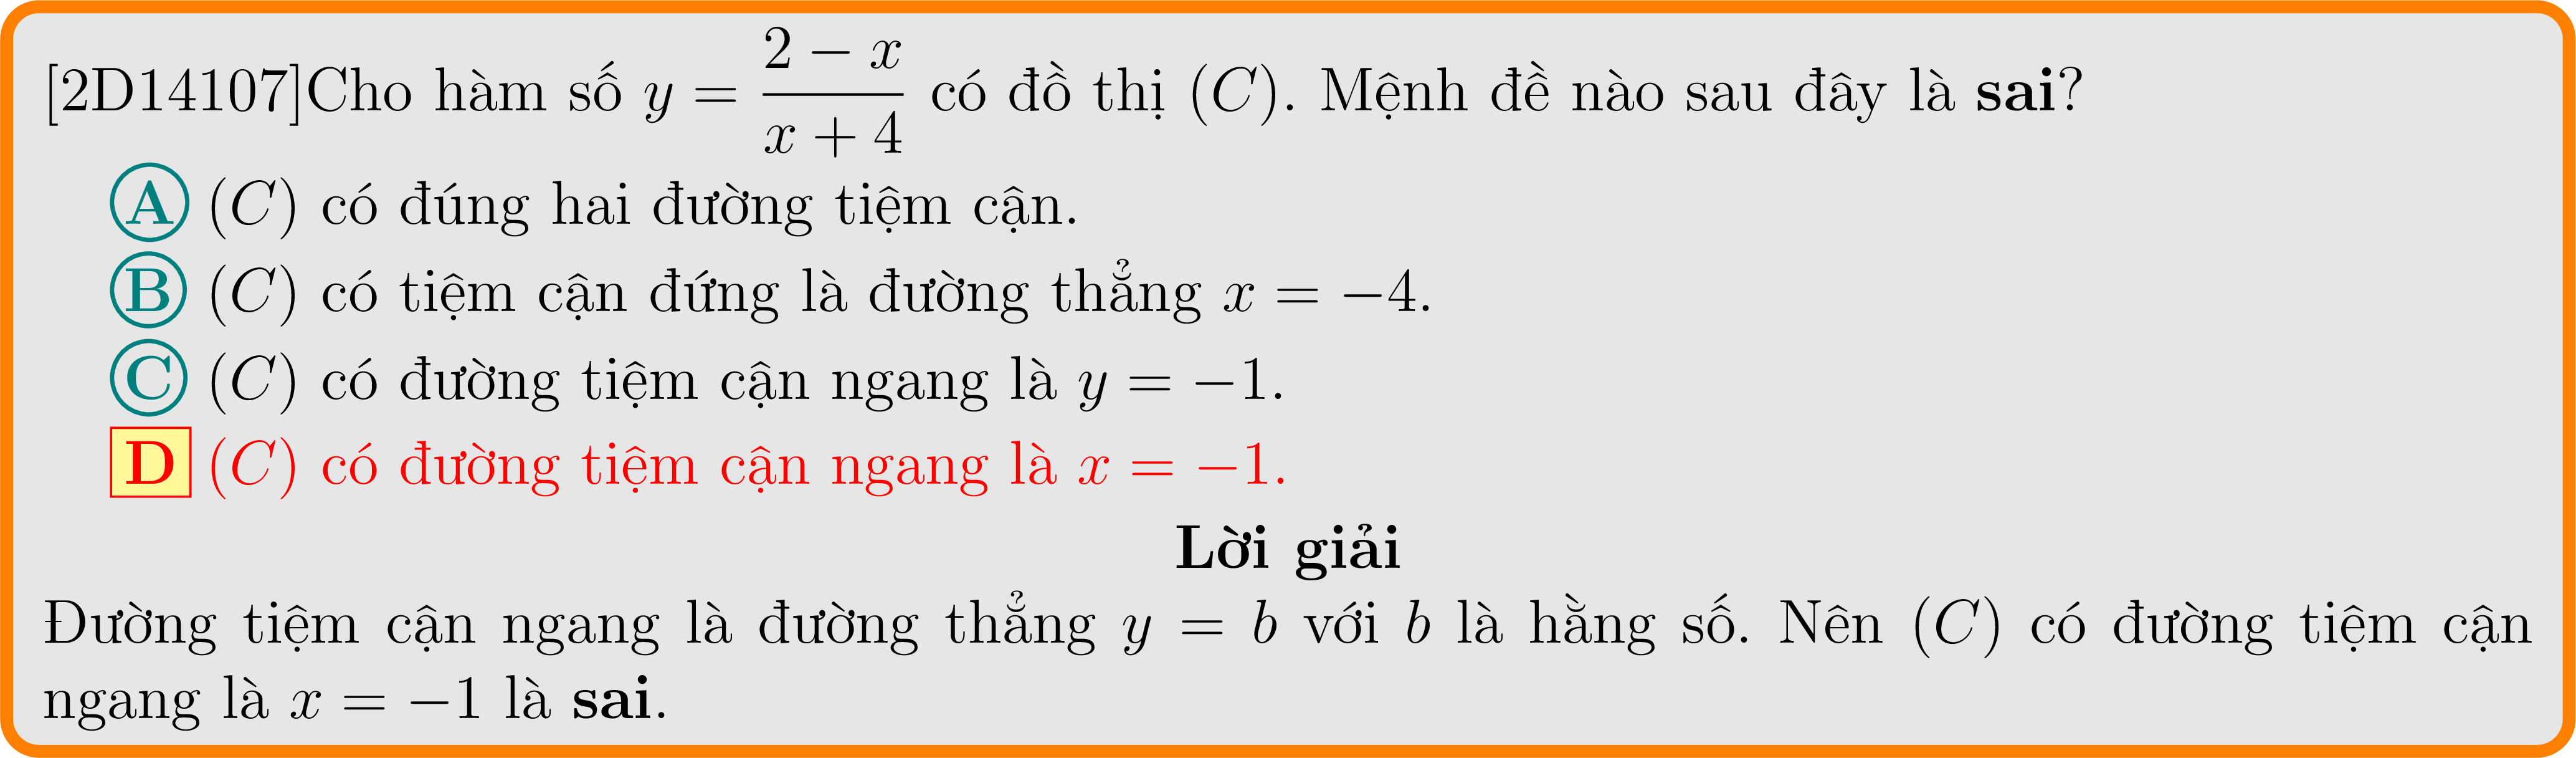 [2D14107]Cho hàm số y = (2 − x)/(x + 4) có đồ thị (C). Mệnh đề nào sau đây là sai?
A (C) có đúng hai đường tiệm cận.
B (C) có tiệm cận đứng là đường thẳng x = −4.
C (C) có đường tiệm cận ngang là y = −1.
D (C) có đường tiệm cận ngang là x = −1.
Lời giải
Đường tiệm cận ngang là đường thẳng y = b với b là hằng số. Nên (C) có đường tiệm cận
ngang là x = −1 là sai.